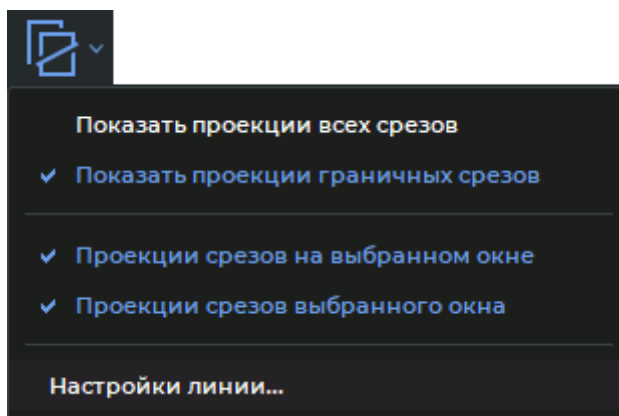 Показать проекции всех срезов
Показать проекции граничных срезов
Проекции срезов на выбранном окне
Проекции срезов выбранного окна
Настройки линии...